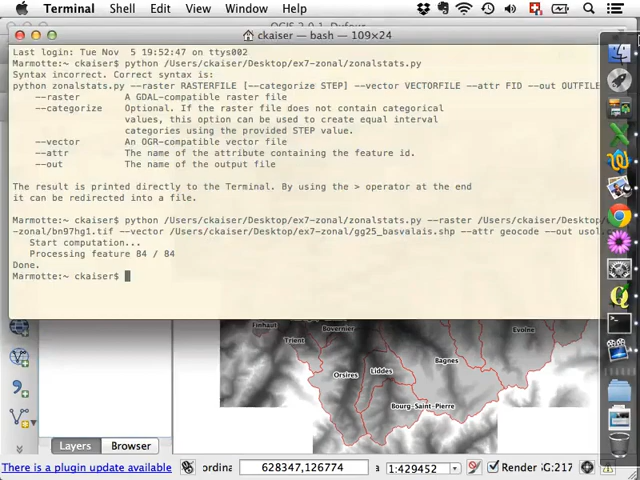 Terminal Shell Edit View Window Help
ckaiser — bash — 109×24
Last login: Tue Nov  5 19:52:47 on ttys002
Marmotte:~ ckaiser$ python /Users/ckaiser/Desktop/ex7-zonal/zonalstats.py
Syntax incorrect. Correct syntax is:
python zonalstats.py --raster RASTERFILE [--categorize STEP] --vector VECTORFILE --attr FID --out OUTFILE
--raster A GDAL-compatible raster file
--categorize Optional. If the raster file does not contain categorical
values, this option can be used to create equal interval
categories using the provided STEP value.
--vector An OGR-compatible vector file
--attr The name of the attribute containing the feature id.
--out The name of the output file
The result is printed directly to the Terminal. By using the > operator at the end
it can be redirected into a file.
Marmotte:~ ckaiser$ python /Users/ckaiser/Desktop/ex7-zonal/zonalstats.py --raster /Users/ckaiser/Desktop/
-zonal/bn97hg1.tif --vector /Users/ckaiser/Desktop/ex7-zonal/gg25_basvalais.shp --attr geocode --out usol.
Start computation...
Processing feature 84 / 84
Done.
Marmotte:~ ckaiser$
Finhaut
Bovernier
Trient
Evolne
Bagnes
Liddes
Orsires
Bourg-Saint-Pierre
Layers Browser
There is a plugin update available
ordina 628347,126774 1:429452 Render